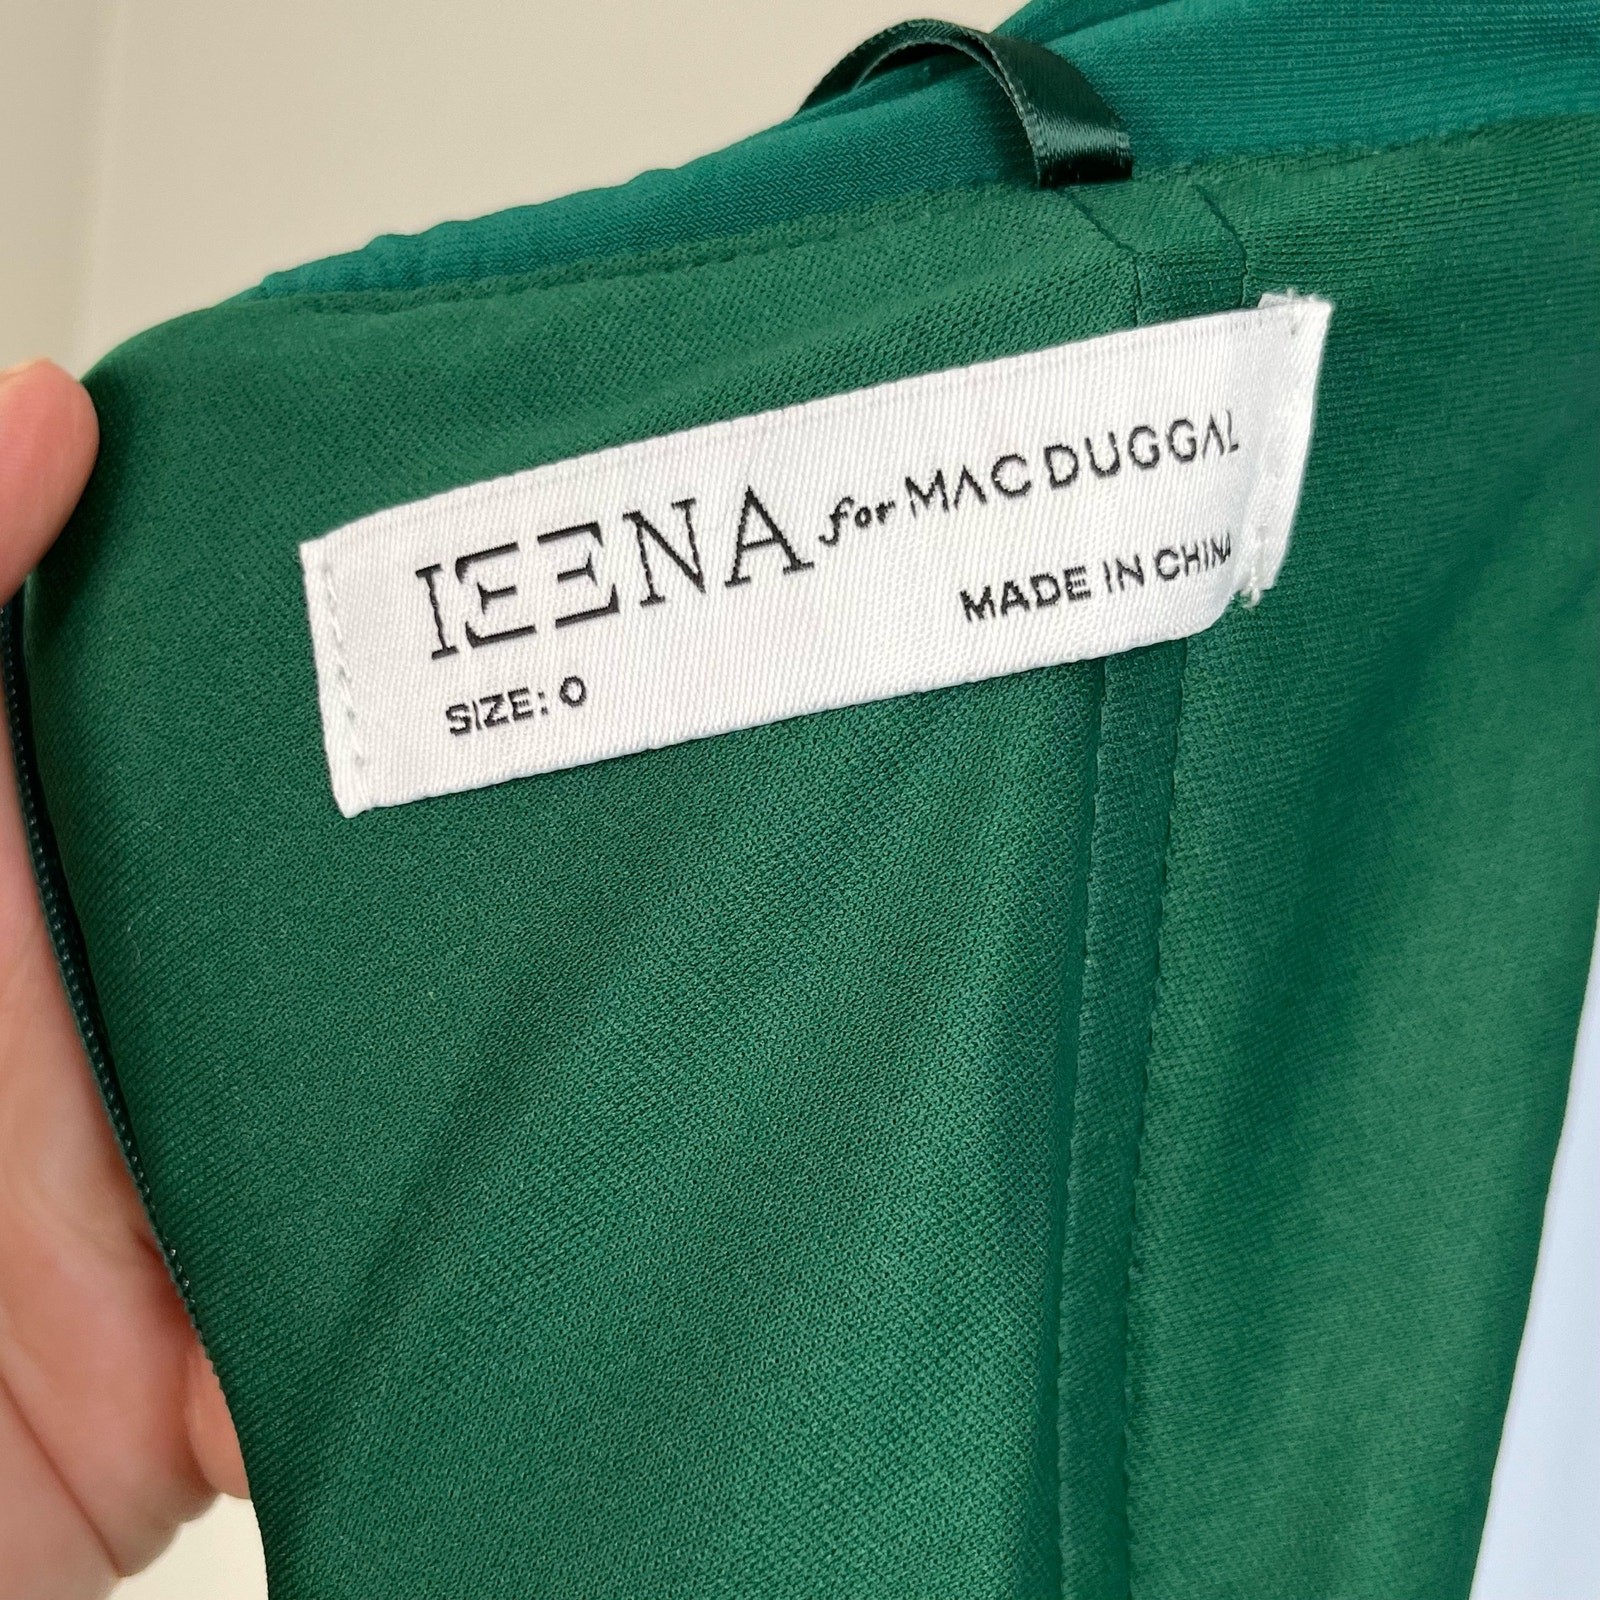 IEENA for MAC DUGGAL
MADE IN CHINA
SIZE: 0